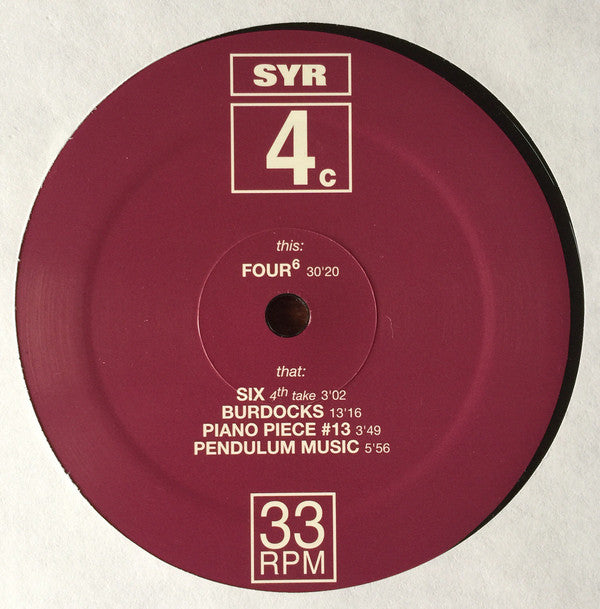 SYR
4c
this:
FOUR⁶ 30'20
that:
SIX 4th take 3'02
BURDOCKS 13'16
PIANO PIECE #13 3'49
PENDULUM MUSIC 5'56
33
RPM